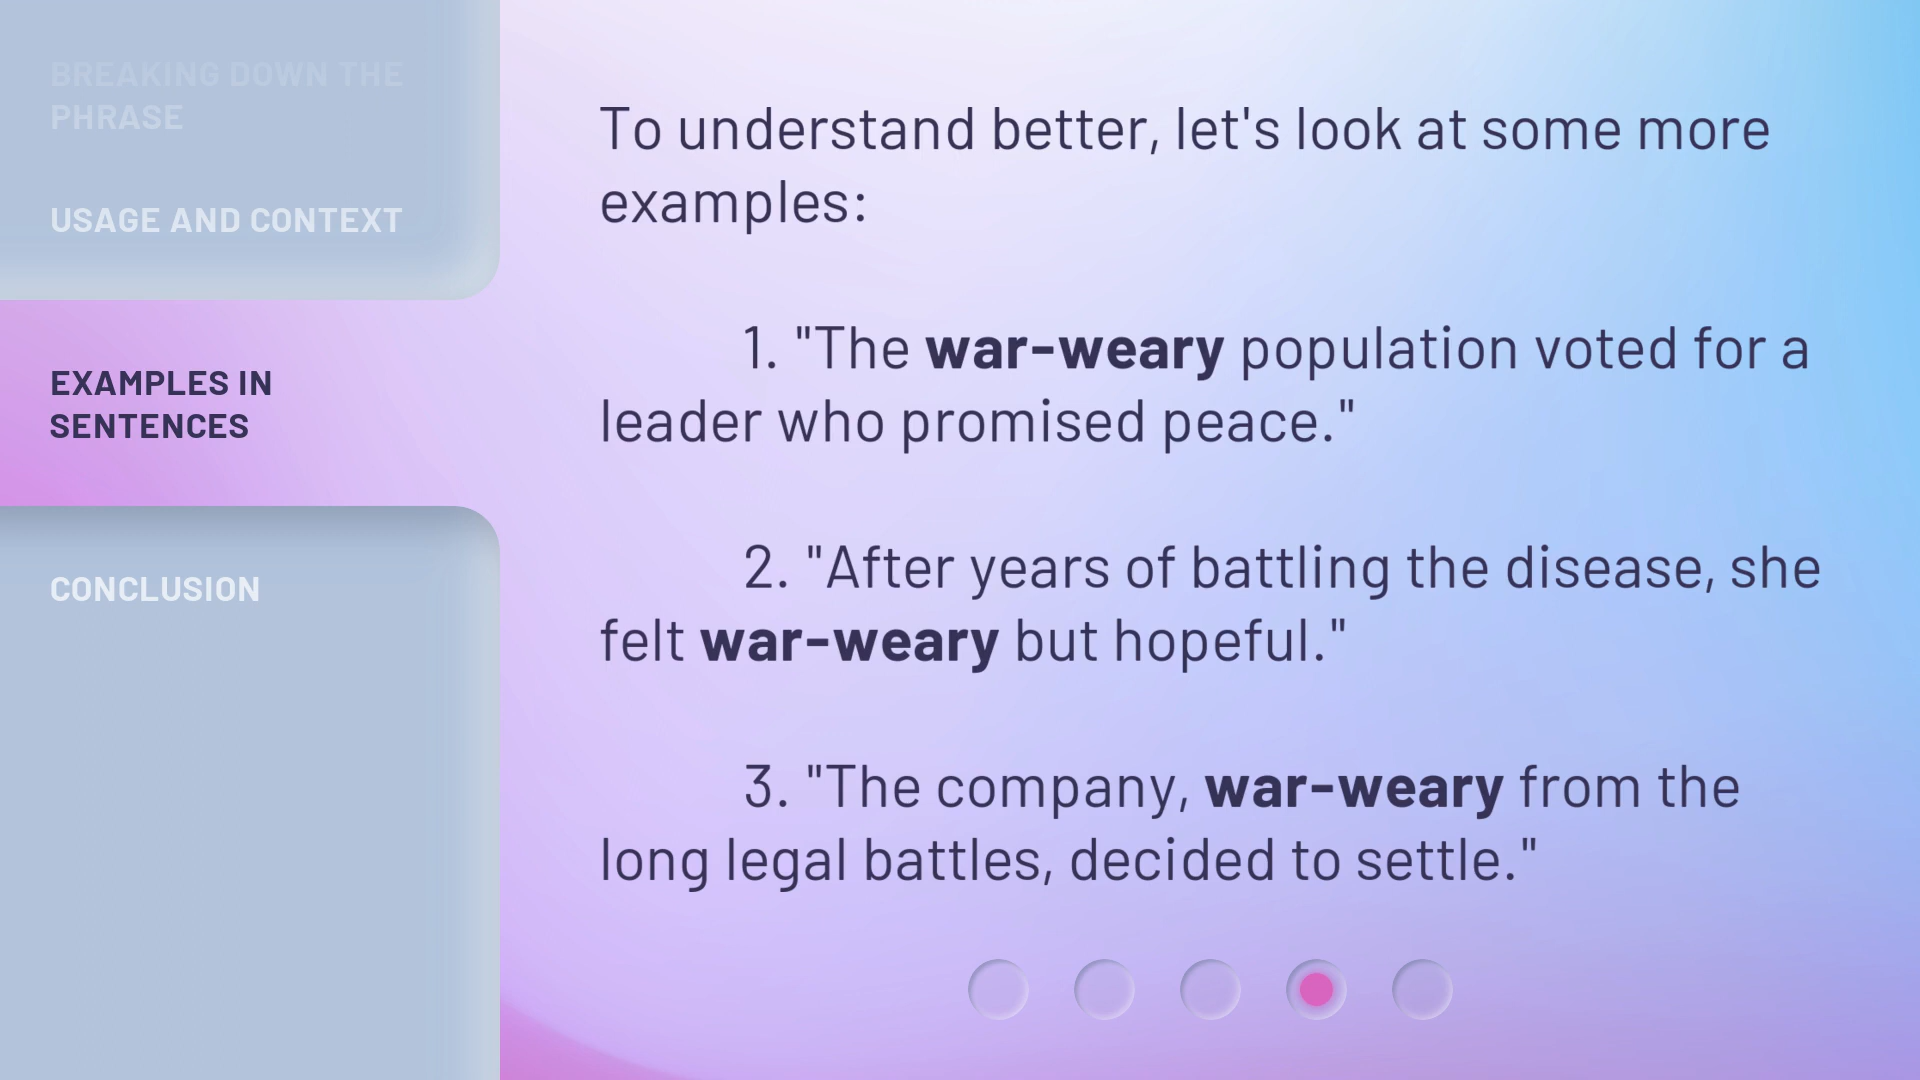 BREAKING DOWN THE
PHRASE
USAGE AND CONTEXT
EXAMPLES IN
SENTENCES
CONCLUSION
To understand better, let's look at some more
examples:
1. "The war-weary population voted for a
leader who promised peace."
2. "After years of battling the disease, she
felt war-weary but hopeful."
3. "The company, war-weary from the
long legal battles, decided to settle."